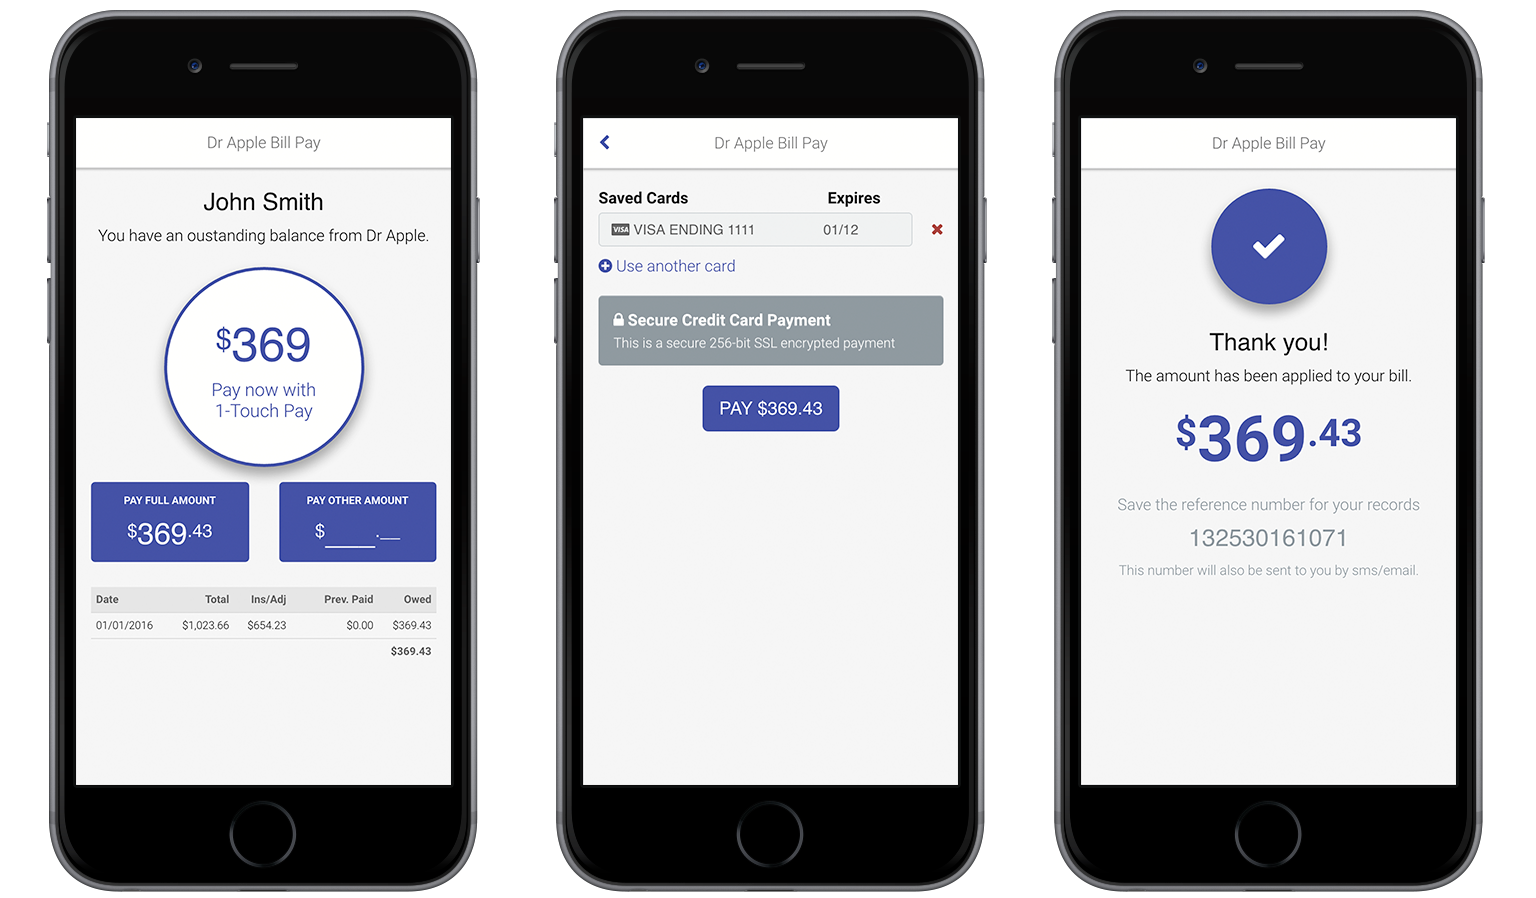 Dr Apple Bill Pay
John Smith
You have an oustanding balance from Dr Apple.
$369
Pay now with
1-Touch Pay
PAY FULL AMOUNT
$369.43
PAY OTHER AMOUNT
$_____.__
Date Total Ins/Adj Prev. Paid Owed
01/01/2016 $1,023.66 $654.23 $0.00 $369.43
$369.43
Dr Apple Bill Pay
Saved Cards Expires
VISA VISA ENDING 1111 01/12
Use another card
Secure Credit Card Payment
This is a secure 256-bit SSL encrypted payment
PAY $369.43
Dr Apple Bill Pay
Thank you!
The amount has been applied to your bill.
$369.43
Save the reference number for your records
132530161071
This number will also be sent to you by sms/email.